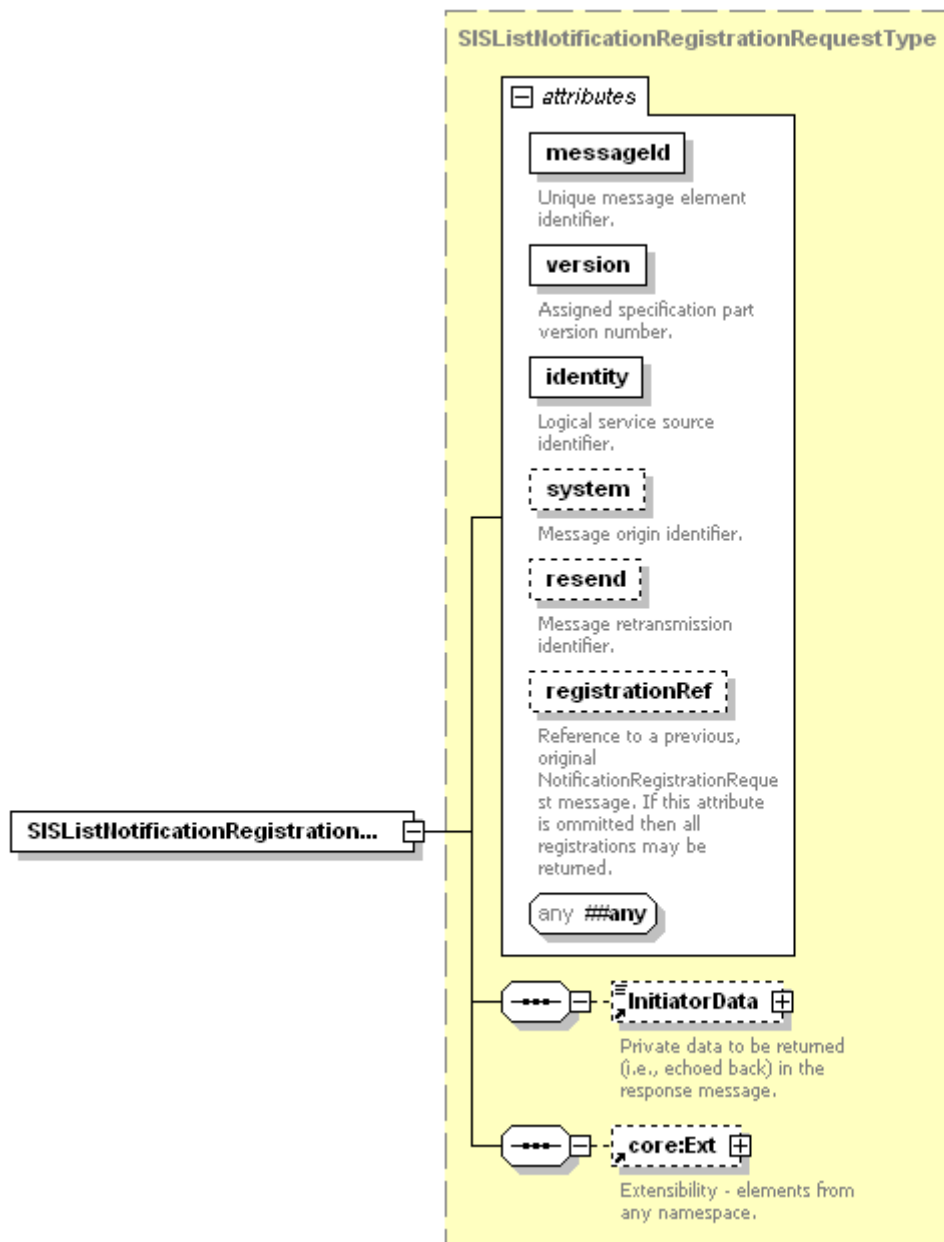 SISListNotificationRegistrationRequestType
attributes
messageId
Unique message element
identifier.
version
Assigned specification part
version number.
identity
Logical service source
identifier.
system
Message origin identifier.
resend
Message retransmission
identifier.
registrationRef
Reference to a previous,
original
NotificationRegistrationReque
st message. If this attribute
is ommitted then all
registrations may be
returned.
any ##any
SISListNotificationRegistration...
InitiatorData
Private data to be returned
(i.e., echoed back) in the
response message.
core:Ext
Extensibility - elements from
any namespace.